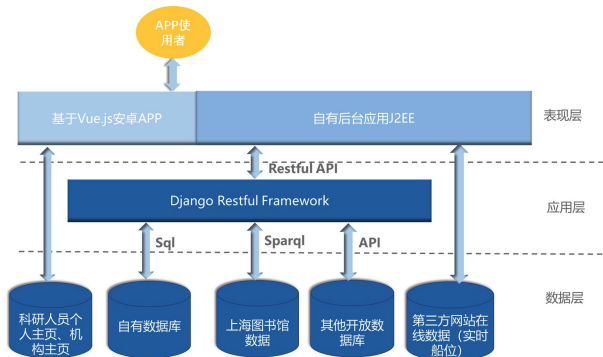 APP使
用者
基于Vue.js安卓APP
自有后台应用J2EE
表现层
Restful API
Django Restful Framework
应用层
Sql
Sparql
API
数据层
科研人员个
人主页、机
构主页
自有数据库
上海图书馆
数据
其他开放数
据库
第三方网站在
线数据（实时
船位）